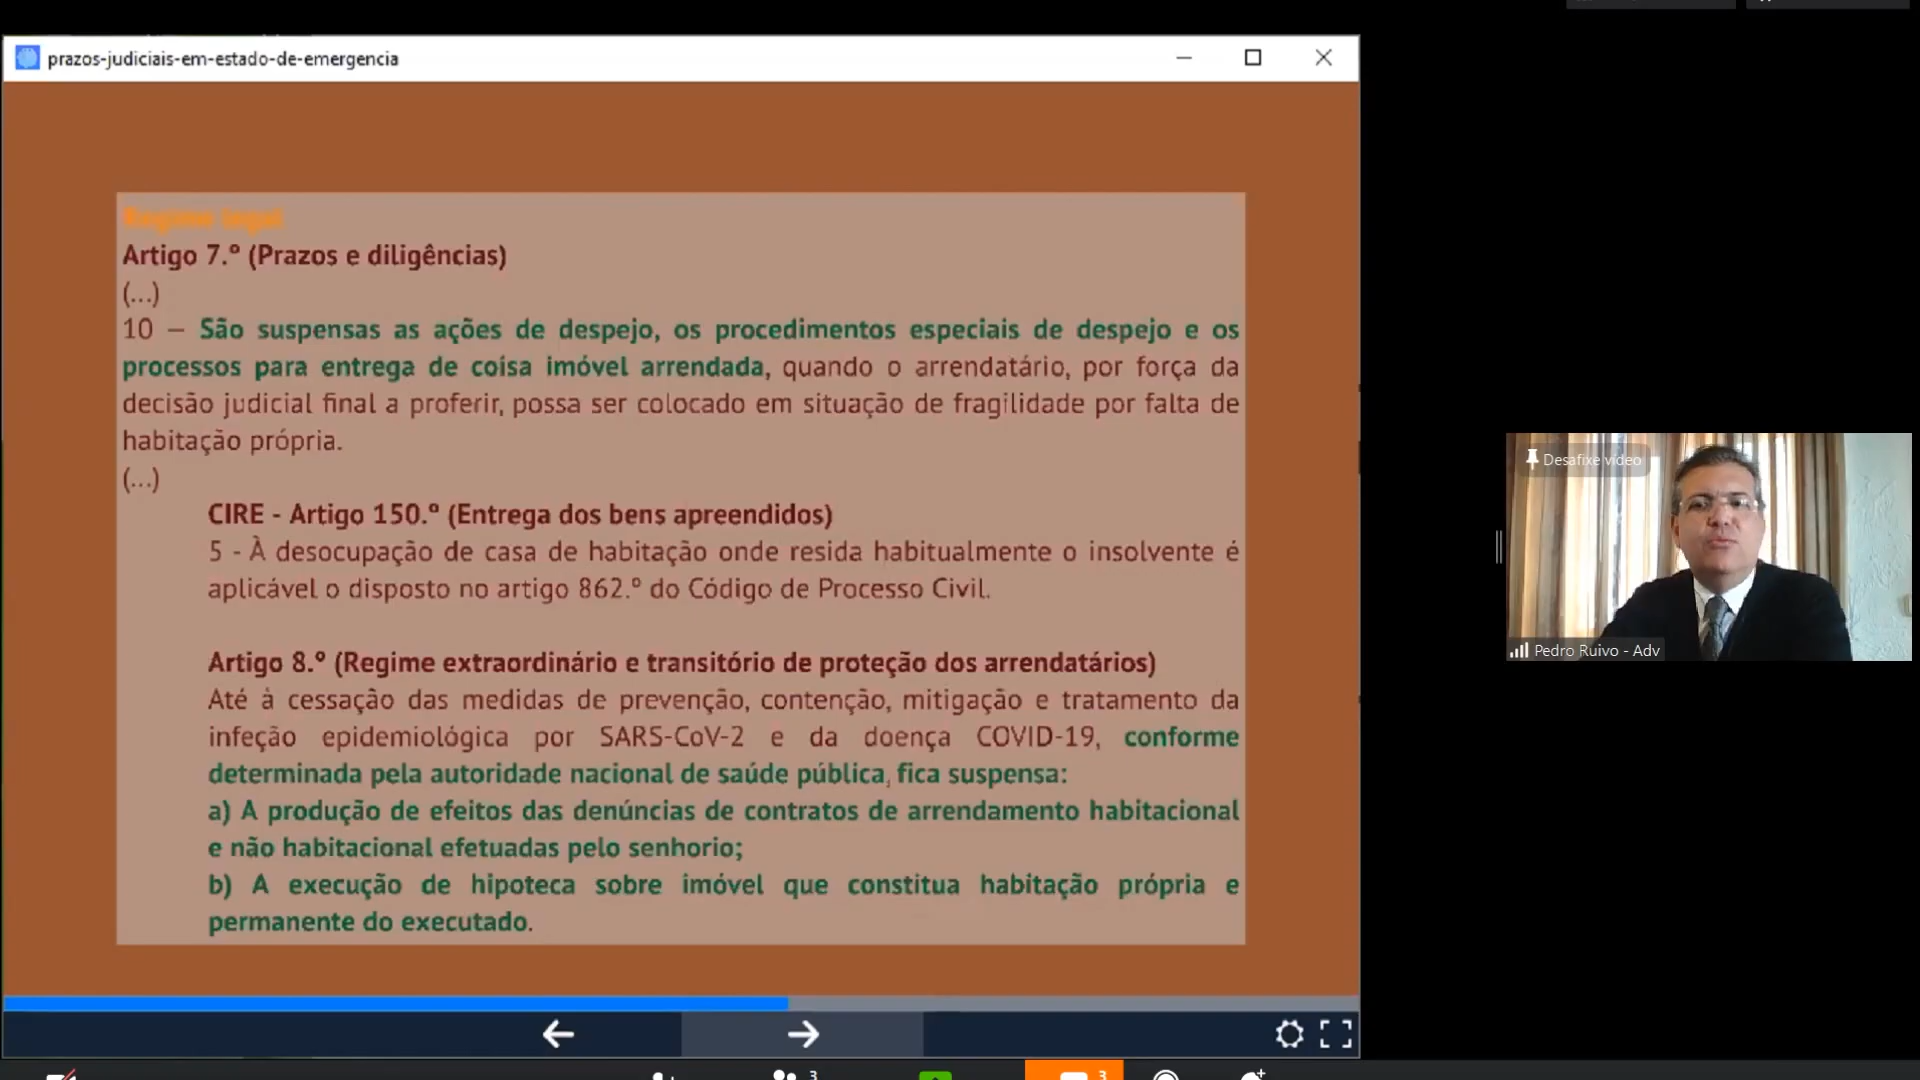 prazos-judiciais-em-estado-de-emergencia
Regime legal
Artigo 7.º (Prazos e diligências)
(...)
10 – São suspensas as ações de despejo, os procedimentos especiais de despejo e os
processos para entrega de coisa imóvel arrendada, quando o arrendatário, por força da
decisão judicial final a proferir, possa ser colocado em situação de fragilidade por falta de
habitação própria.
(...)
CIRE - Artigo 150.º (Entrega dos bens apreendidos)
5 - À desocupação de casa de habitação onde resida habitualmente o insolvente é
aplicável o disposto no artigo 862.º do Código de Processo Civil.
Artigo 8.º (Regime extraordinário e transitório de proteção dos arrendatários)
Até à cessação das medidas de prevenção, contenção, mitigação e tratamento da
infeção epidemiológica por SARS-CoV-2 e da doença COVID-19, conforme
determinada pela autoridade nacional de saúde pública, fica suspensa:
a) A produção de efeitos das denúncias de contratos de arrendamento habitacional
e não habitacional efetuadas pelo senhorio;
b) A execução de hipoteca sobre imóvel que constitua habitação própria e
permanente do executado.
Desafixe vídeo
Pedro Ruivo - Adv
3
3